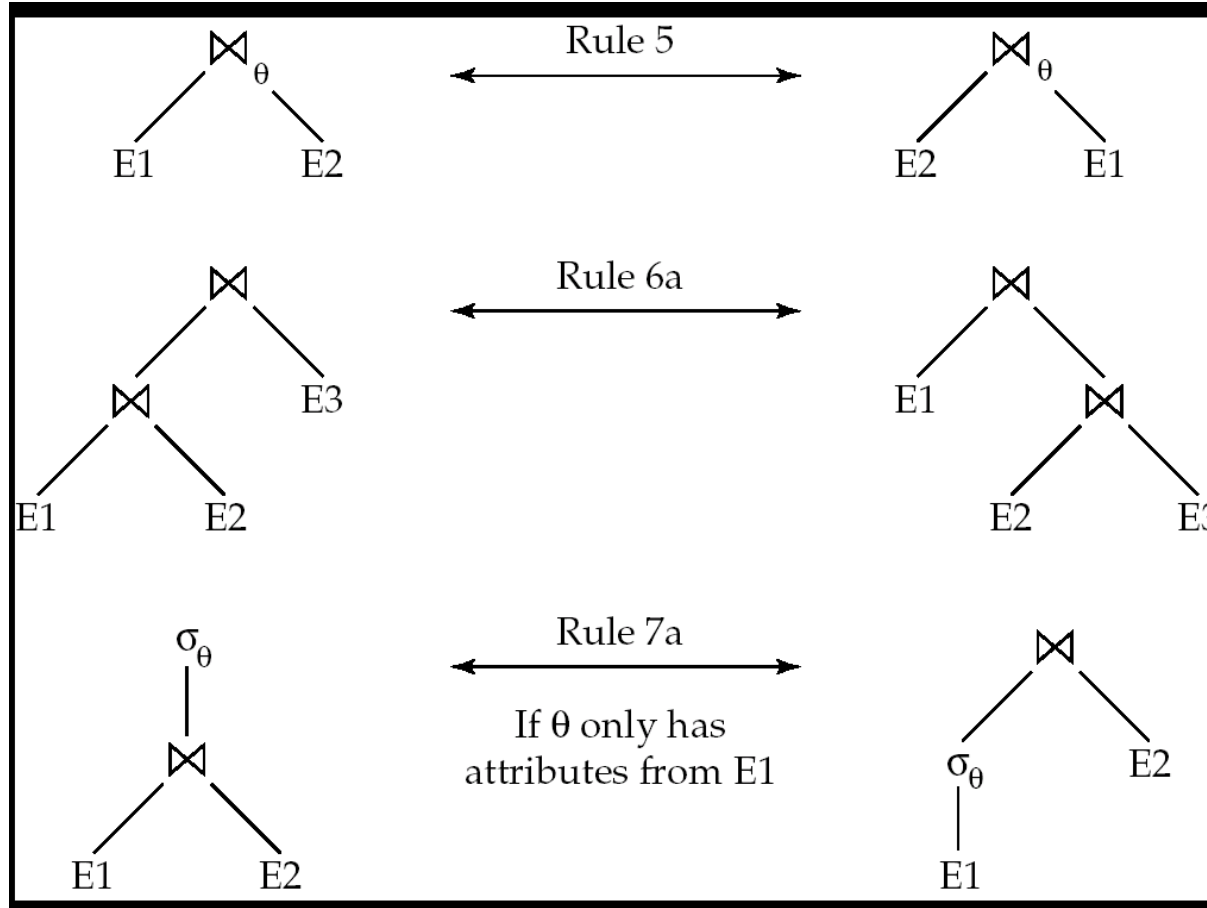 ⋈θ Rule 5 ⋈θ
E1 E2 E2 E1
⋈ Rule 6a ⋈
⋈ E3 E1 ⋈
E1 E2 E2 E3
σθ Rule 7a ⋈
If θ only has
⋈ attributes from E1 σθ E2
E1 E2 E1